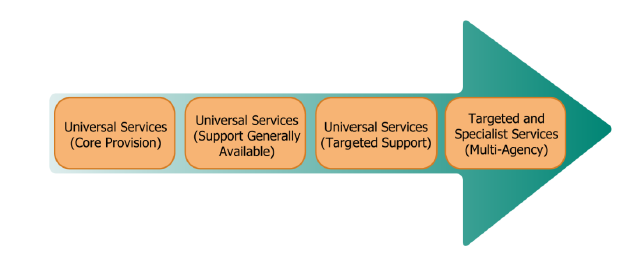 Universal Services
(Core Provision)
Universal Services
(Support Generally
Available)
Universal Services
(Targeted Support)
Targeted and
Specialist Services
(Multi-Agency)